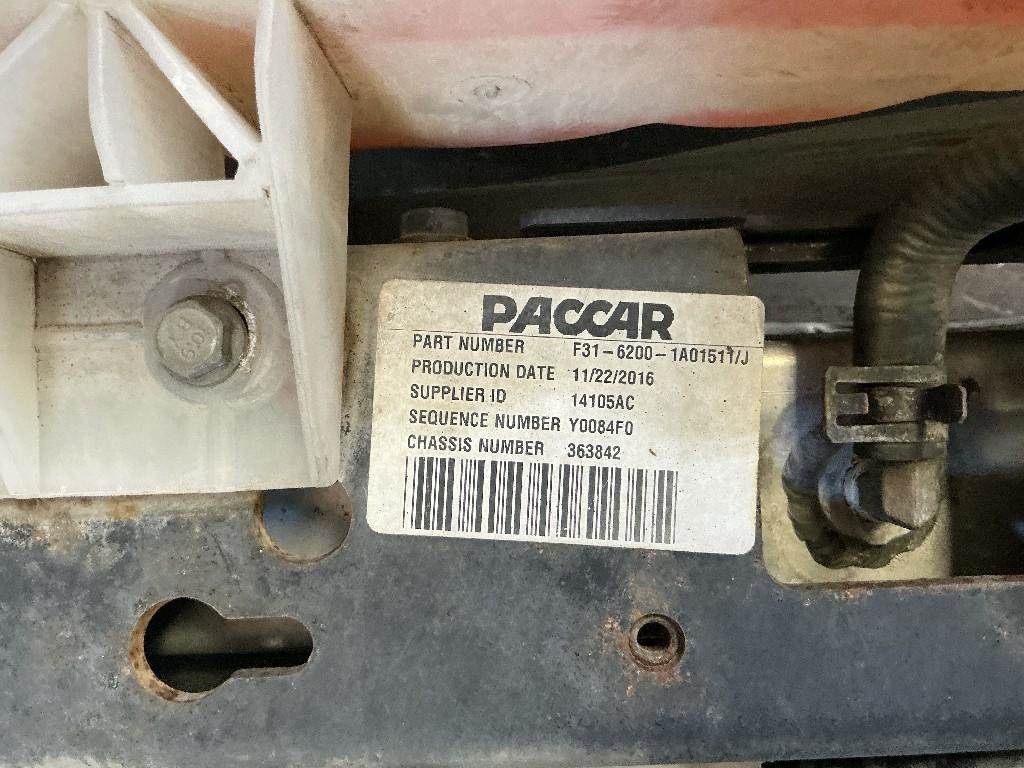 PACCAR
PART NUMBER F31-6200-1A01511/J
PRODUCTION DATE 11/22/2016
SUPPLIER ID 14105AC
SEQUENCE NUMBER Y0084F0
CHASSIS NUMBER 363842